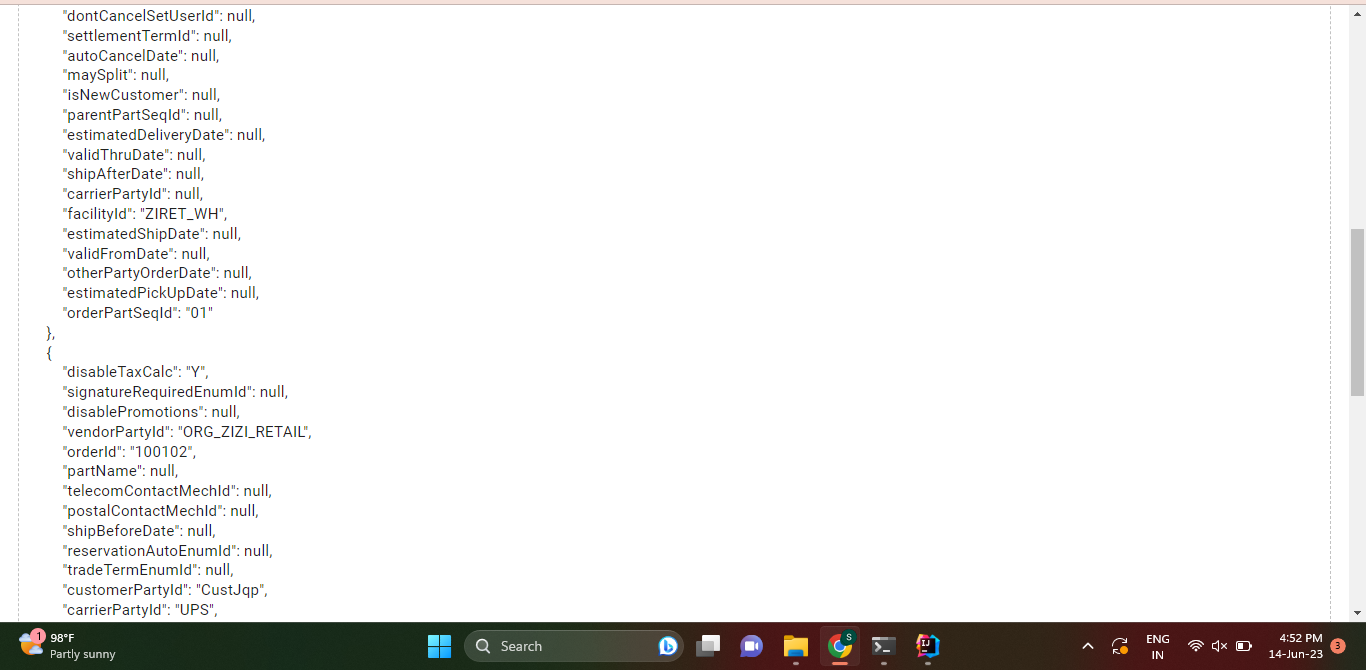 "dontCancelSetUserId": null,
"settlementTermId": null,
"autoCancelDate": null,
"maySplit": null,
"isNewCustomer": null,
"parentPartSeqId": null,
"estimatedDeliveryDate": null,
"validThruDate": null,
"shipAfterDate": null,
"carrierPartyId": null,
"facilityId": "ZIRET_WH",
"estimatedShipDate": null,
"validFromDate": null,
"otherPartyOrderDate": null,
"estimatedPickUpDate": null,
"orderPartSeqId": "01"
},
{
"disableTaxCalc": "Y",
"signatureRequiredEnumId": null,
"disablePromotions": null,
"vendorPartyId": "ORG_ZIZI_RETAIL",
"orderId": "100102",
"partName": null,
"telecomContactMechId": null,
"postalContactMechId": null,
"shipBeforeDate": null,
"reservationAutoEnumId": null,
"tradeTermEnumId": null,
"customerPartyId": "CustJqp",
"carrierPartyId": "UPS",
1
98°F
Partly sunny
Search
S
IJ
ENG
IN
4:52 PM
14-Jun-23
3